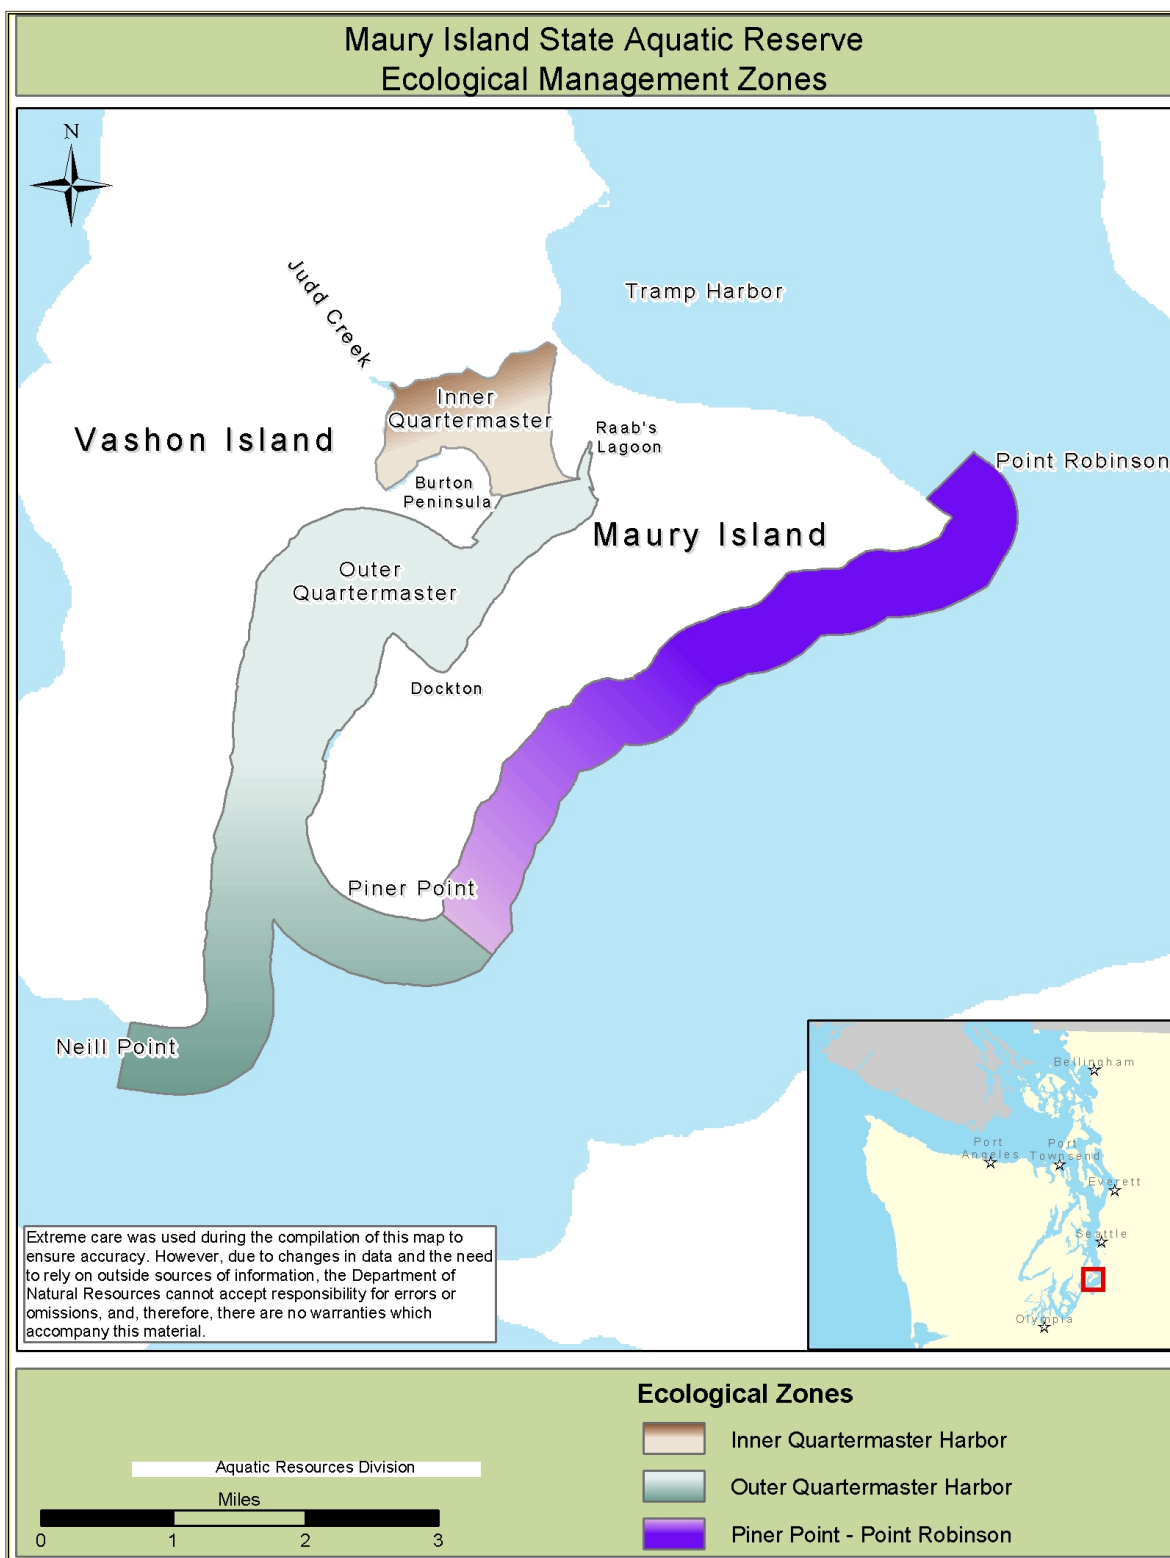 Maury Island State Aquatic Reserve
Ecological Management Zones
N
Judd Creek
Tramp Harbor
Inner
Quartermaster
Vashon Island
Raab's
Lagoon
Point Robinson
Burton
Peninsula
Maury Island
Outer
Quartermaster
Dockton
Piner Point
Neill Point
Bellingham
Port
Angeles
Port
Townsend
Everett
Seattle
Olympia
Extreme care was used during the compilation of this map to
ensure accuracy. However, due to changes in data and the need
to rely on outside sources of information, the Department of
Natural Resources cannot accept responsibility for errors or
omissions, and, therefore, there are no warranties which
accompany this material.
Ecological Zones
Inner Quartermaster Harbor
Outer Quartermaster Harbor
Piner Point - Point Robinson
Aquatic Resources Division
Miles
0 1 2 3